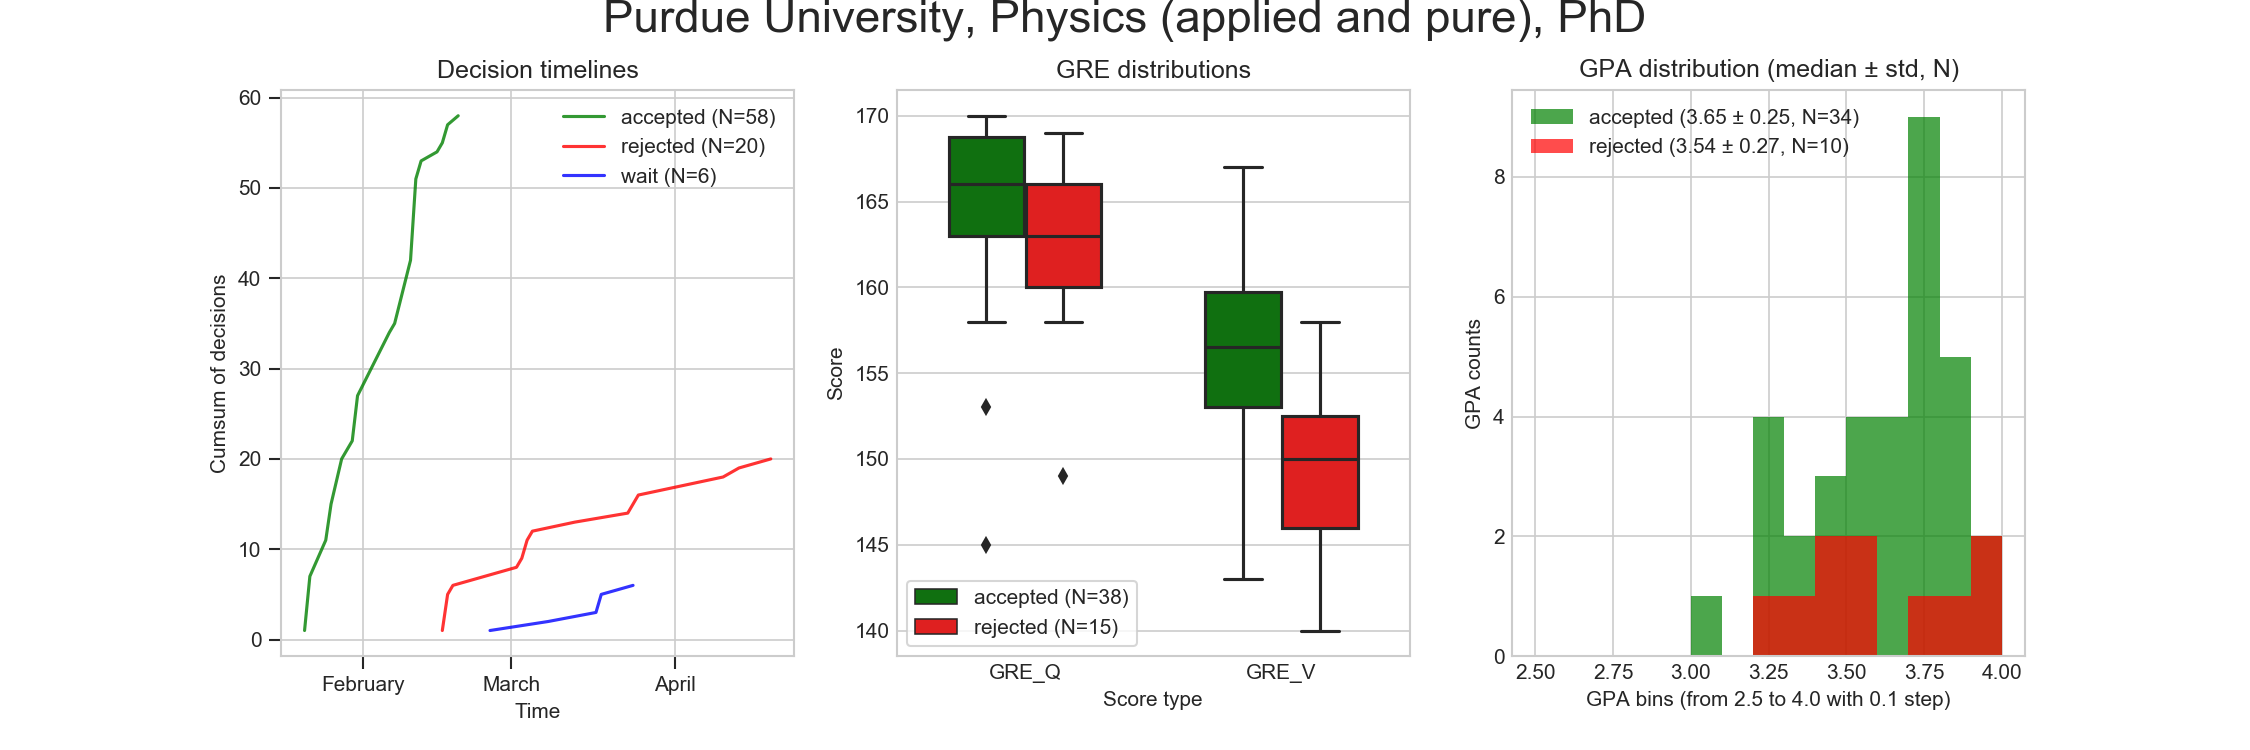 Purdue University, Physics (applied and pure), PhD
Decision timelines
60
50
40
30
20
10
0
Cumsum of decisions
accepted (N=58)
rejected (N=20)
wait (N=6)
February
March
April
Time
GRE distributions
170
165
160
155
150
145
140
Score
accepted (N=38)
rejected (N=15)
GRE_Q
GRE_V
Score type
GPA distribution (median ± std, N)
accepted (3.65 ± 0.25, N=34)
rejected (3.54 ± 0.27, N=10)
8
6
4
2
0
GPA counts
2.50
2.75
3.00
3.25
3.50
3.75
4.00
GPA bins (from 2.5 to 4.0 with 0.1 step)